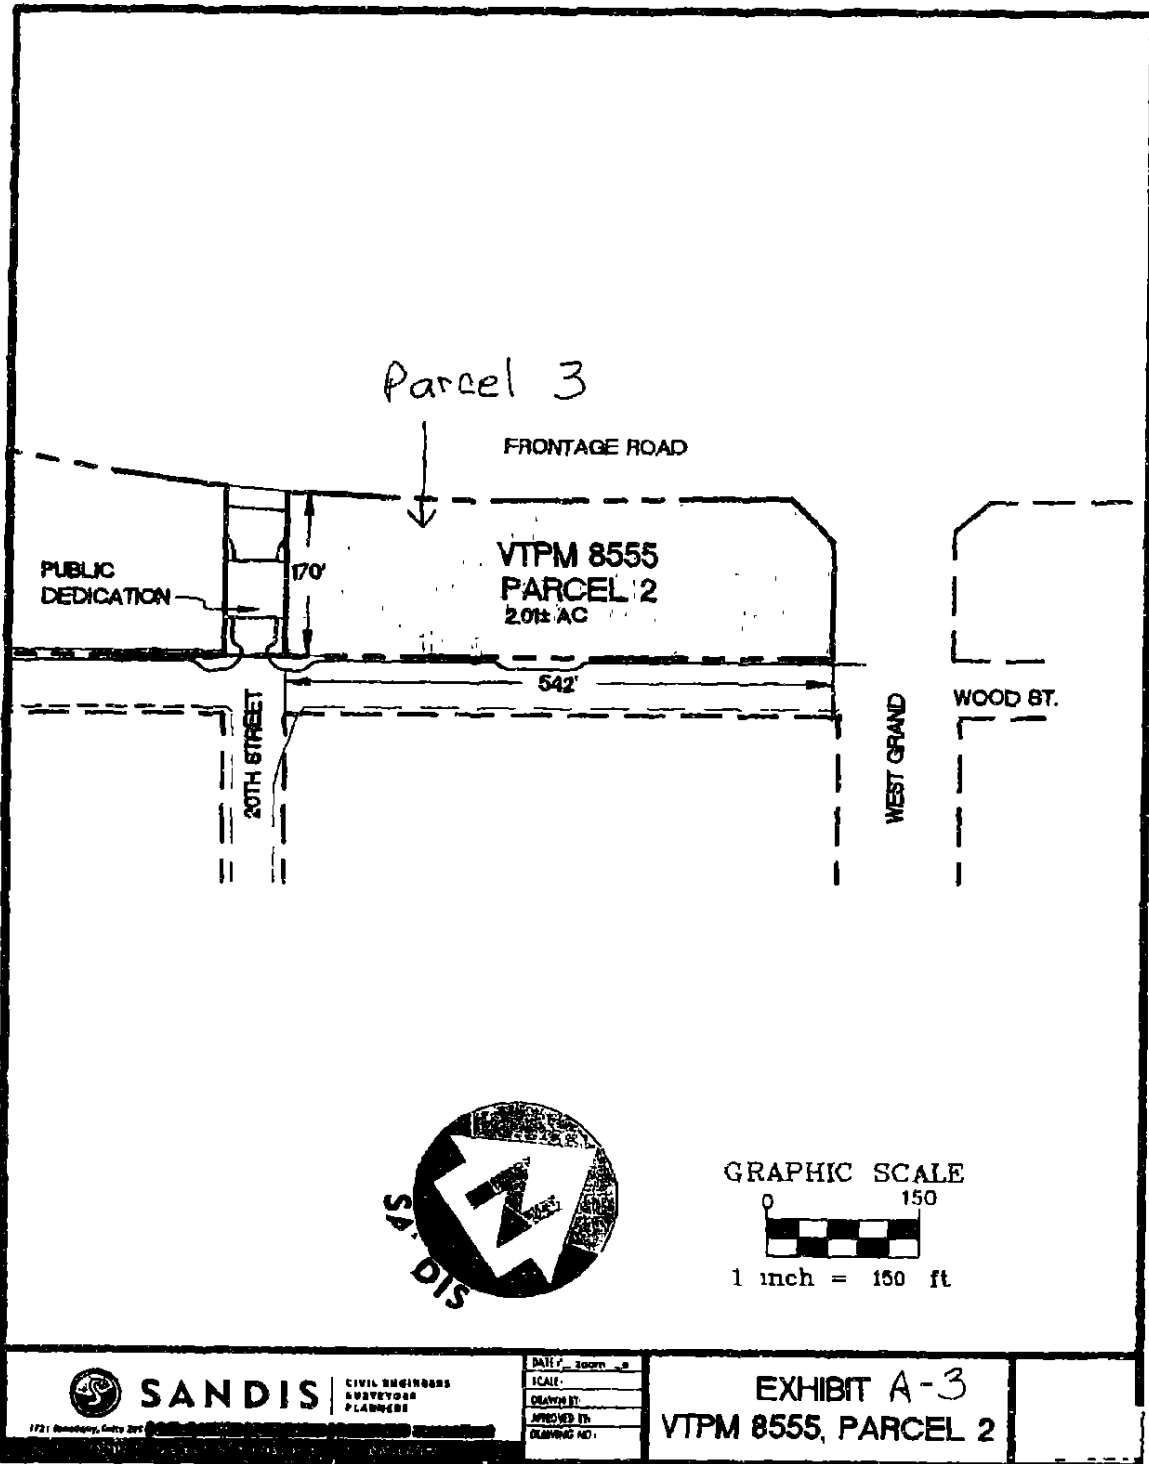 Parcel 3
FRONTAGE ROAD
PUBLIC
DEDICATION
170'
VTPM 8555
PARCEL 2
2.01± AC
542'
20TH STREET
WEST GRAND
WOOD ST.
SANDIS
GRAPHIC SCALE
0 150
1 inch = 150 ft
SANDIS
CIVIL ENGINEERS
SURVEYORS
PLANNERS
DATE:
SCALE:
DRAWN BY:
APPROVED BY:
DRAWING NO:
EXHIBIT A-3
VTPM 8555, PARCEL 2